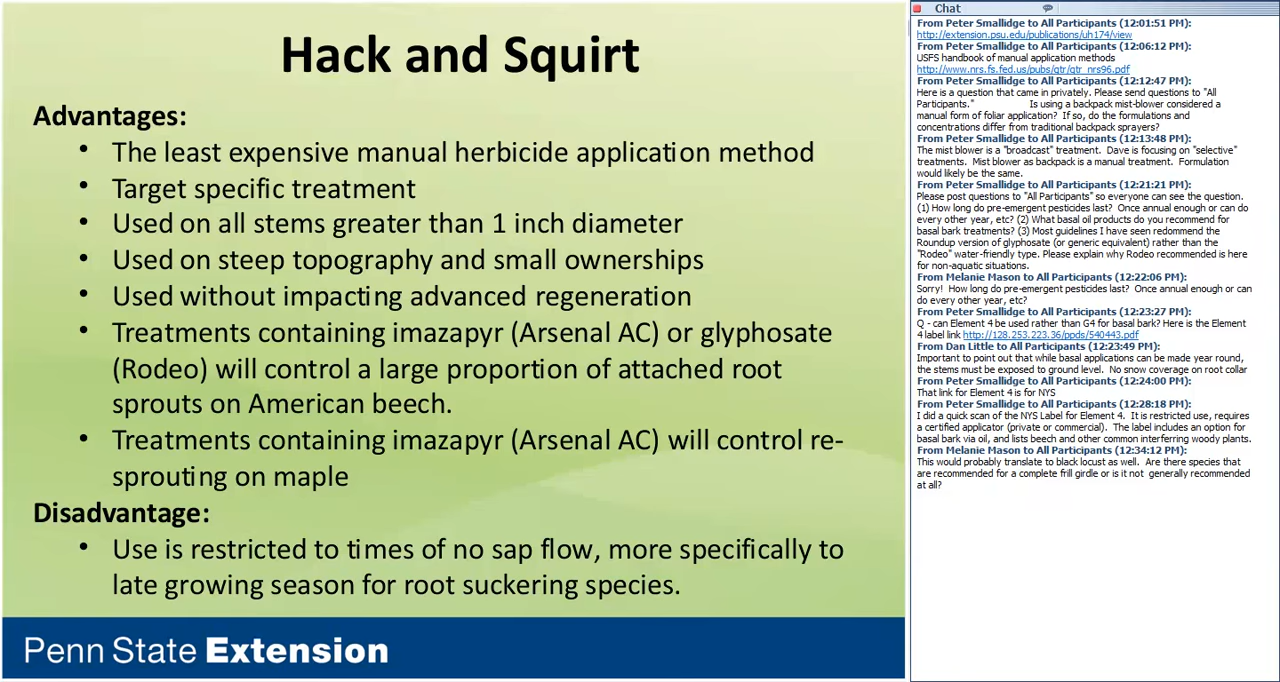 Hack and Squirt
Advantages:
• The least expensive manual herbicide application method
• Target specific treatment
• Used on all stems greater than 1 inch diameter
• Used on steep topography and small ownerships
• Used without impacting advanced regeneration
• Treatments containing imazapyr (Arsenal AC) or glyphosate
(Rodeo) will control a large proportion of attached root
sprouts on American beech.
• Treatments containing imazapyr (Arsenal AC) will control re-
sprouting on maple
Disadvantage:
• Use is restricted to times of no sap flow, more specifically to
late growing season for root suckering species.
Penn State Extension
Chat
From Peter Smallidge to All Participants (12:01:51 PM):
http://extension.psu.edu/publications/uh174/view
From Peter Smallidge to All Participants (12:06:12 PM):
USFS handbook of manual application methods
http://www.nrs.fs.fed.us/pubs/gtr/gtr_nrs96.pdf
From Peter Smallidge to All Participants (12:12:47 PM):
Here is a question that came in privately. Please send questions to "All
Participants." Is using a backpack mist-blower considered a
manual form of foliar application? If so, do the formulations and
concentrations differ from traditional backpack sprayers?
From Peter Smallidge to All Participants (12:13:48 PM):
The mist blower is a "broadcast" treatment. Dave is focusing on "selective"
treatments. Mist blower as backpack is a manual treatment. Formulation
would likely be the same.
From Peter Smallidge to All Participants (12:21:21 PM):
Please post questions to "All Participants" so everyone can see the question.
(1) How long do pre-emergent pesticides last? Once annual enough or can do
every other year, etc? (2) What basal oil products do you recommend for
basal bark treatments? (3) Most guidelines I have seen redommend the
Roundup version of glyphosate (or generic equivalent) rather than the
"Rodeo" water-friendly type. Please explain why Rodeo recommended is here
for non-aquatic situations.
From Melanie Mason to All Participants (12:22:06 PM):
Sorry! How long do pre-emergent pesticides last? Once annual enough or can
do every other year, etc?
From Peter Smallidge to All Participants (12:23:27 PM):
Q - can Element 4 be used rather than G4 for basal bark? Here is the Element
4 label link http://128.253.223.36/ppds/540443.pdf
From Dan Little to All Participants (12:23:49 PM):
Important to point out that while basal applications can be made year round,
the stems must be exposed to ground level. No snow coverage on root collar
From Peter Smallidge to All Participants (12:24:00 PM):
That link for Element 4 is for NYS
From Peter Smallidge to All Participants (12:28:18 PM):
I did a quick scan of the NYS Label for Element 4. It is restricted use, requires
a certified applicator (private or commercial). The label includes an option for
basal bark via oil, and lists beech and other common interfering woody plants.
From Melanie Mason to All Participants (12:34:12 PM):
This would probably translate to black locust as well. Are there species that
are recommended for a complete frill girdle or is it not generally recommended
at all?